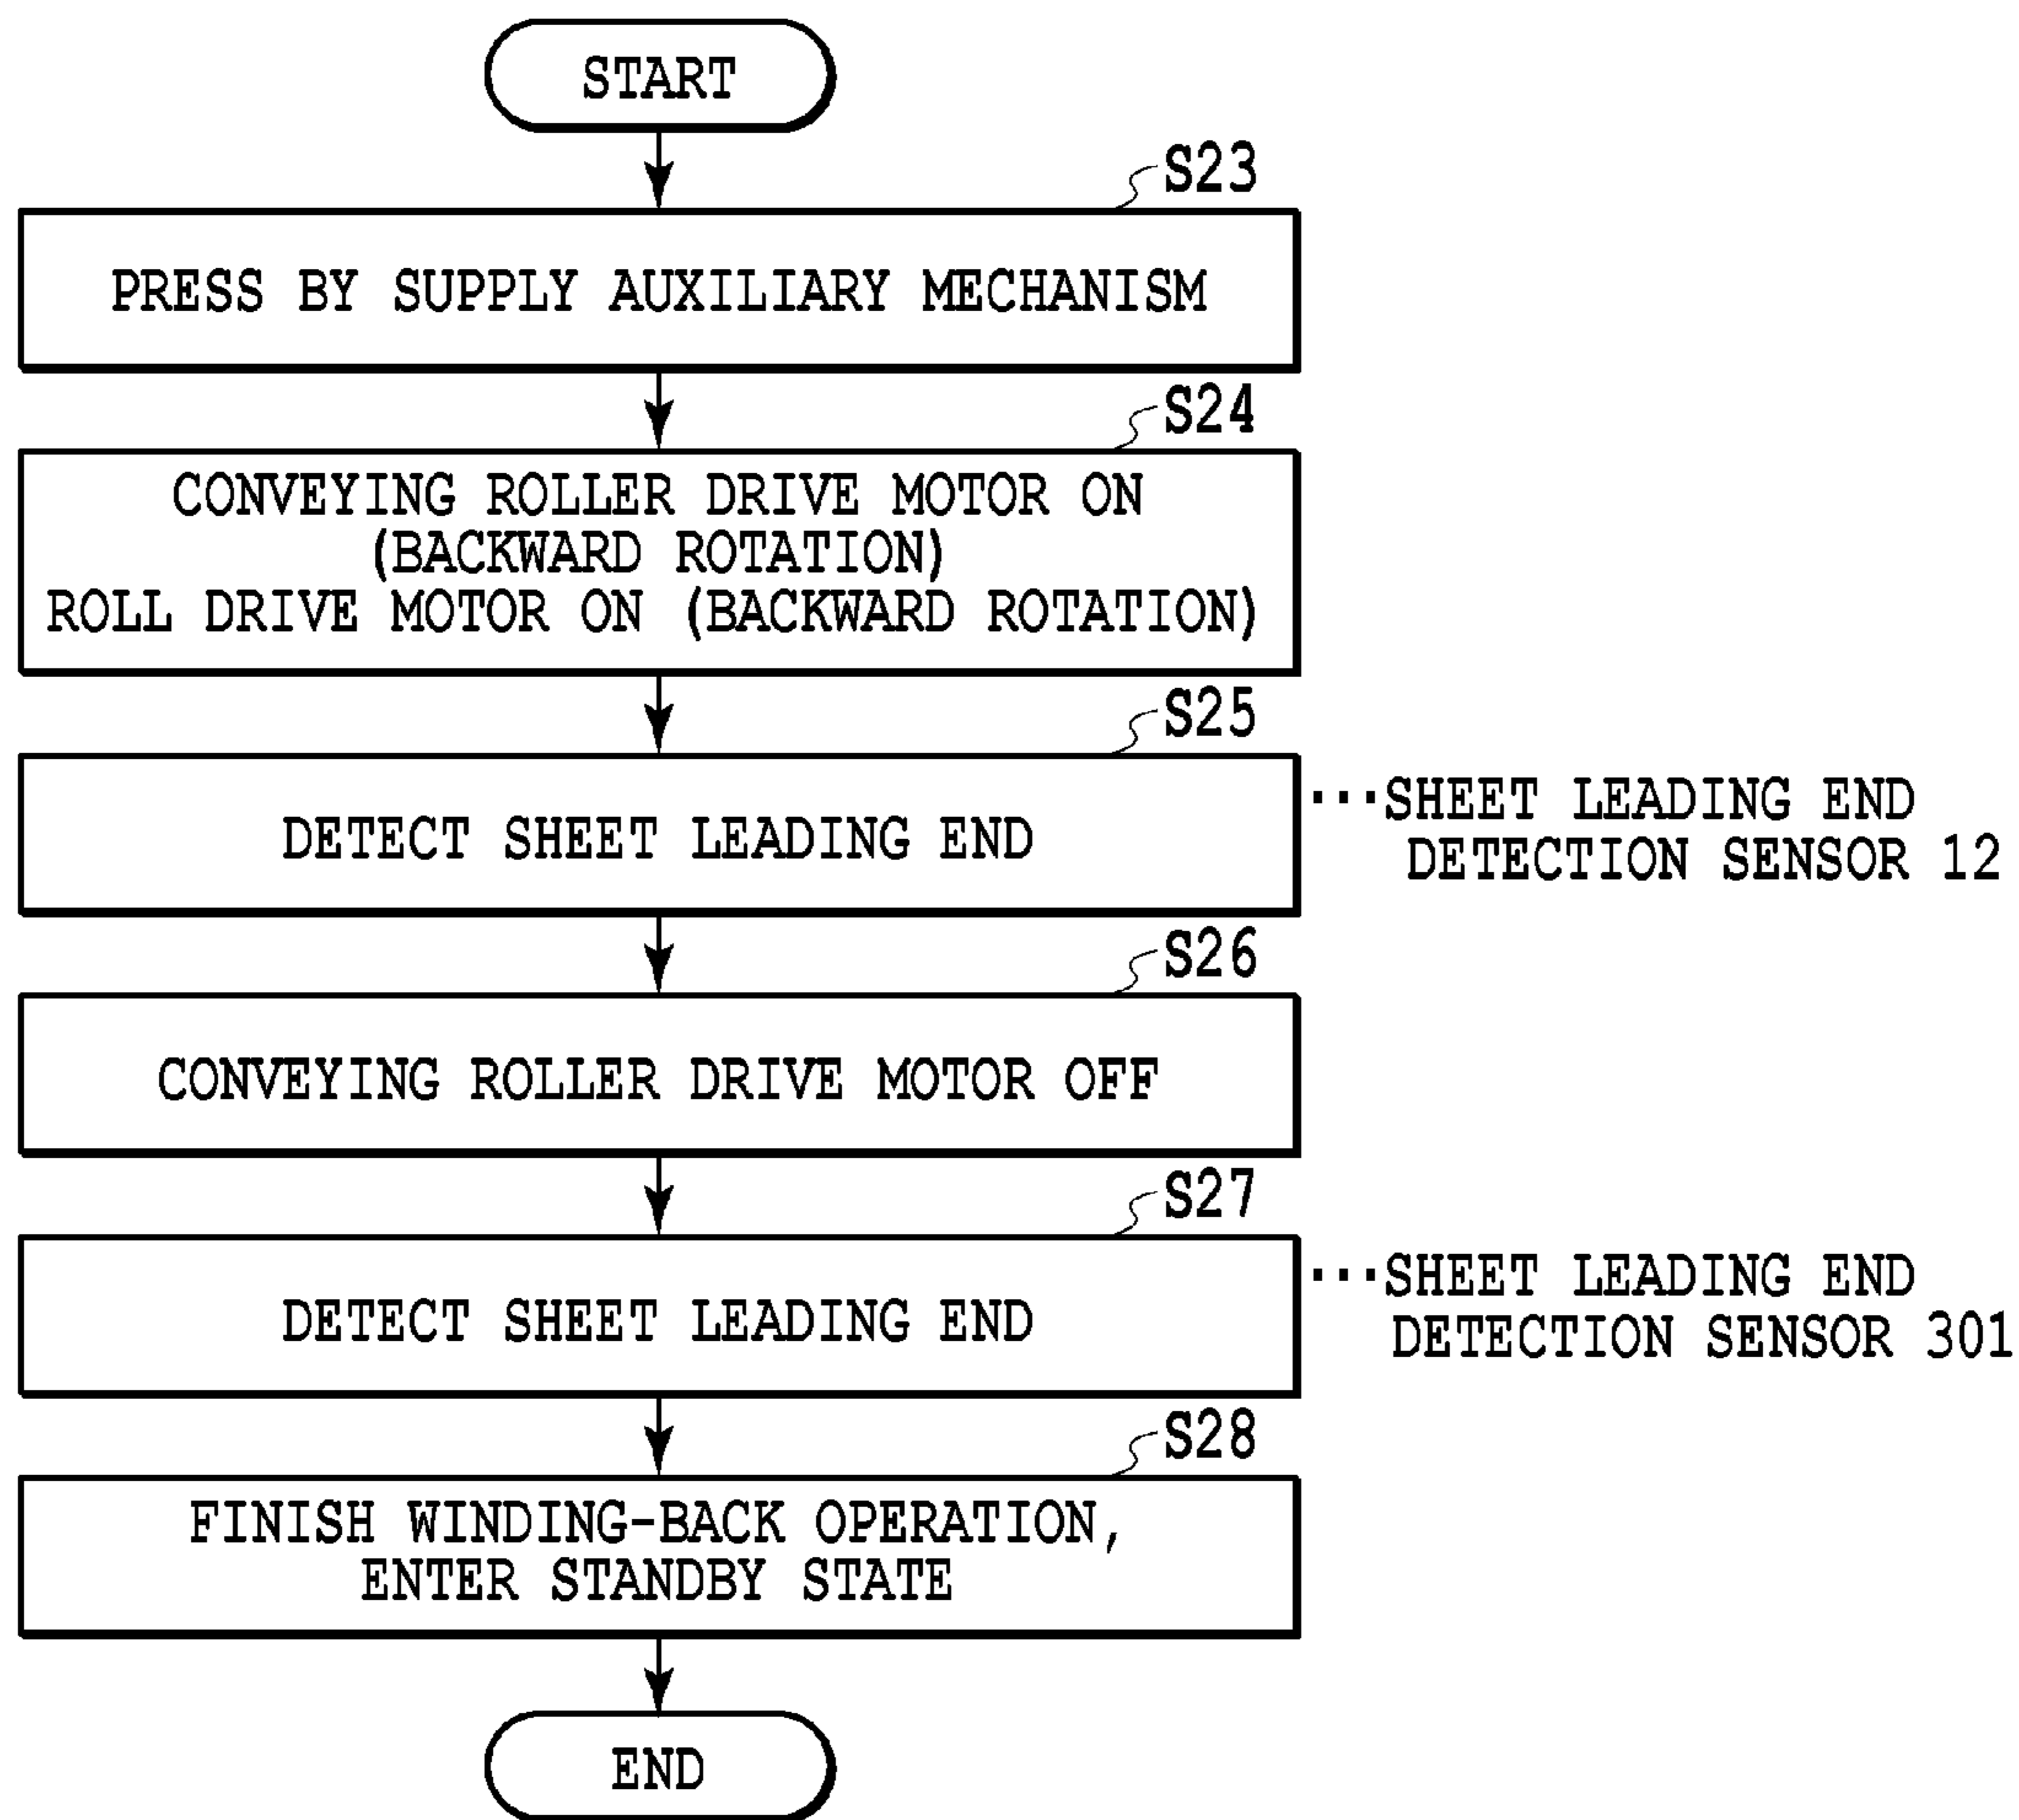 START
S23
PRESS BY SUPPLY AUXILIARY MECHANISM
S24
CONVEYING ROLLER DRIVE MOTOR ON
(BACKWARD ROTATION)
ROLL DRIVE MOTOR ON (BACKWARD ROTATION)
S25
DETECT SHEET LEADING END
···SHEET LEADING END
DETECTION SENSOR 12
S26
CONVEYING ROLLER DRIVE MOTOR OFF
S27
DETECT SHEET LEADING END
···SHEET LEADING END
DETECTION SENSOR 301
S28
FINISH WINDING-BACK OPERATION,
ENTER STANDBY STATE
END